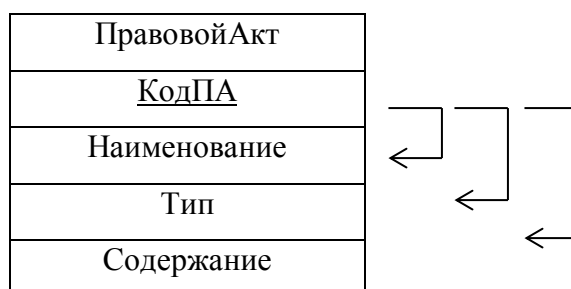 ПравовойАкт
КодПА
Наименование
Тип
Содержание